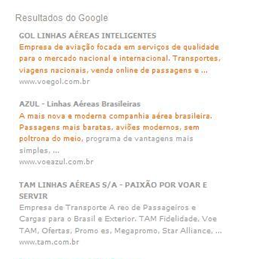 Resultados do Google
GOL LINHAS AÉREAS INTELIGENTES
Empresa de aviação focada em serviços de qualidade
para o mercado nacional e internacional. Transportes,
viagens nacionais, venda online de passagens e ...
www.voegol.com.br
AZUL - Linhas Aéreas Brasileiras
A mais nova e moderna companhia aérea brasileira.
Passagens mais baratas, aviões modernos, sem
poltrona do meio, programa de vantagens mais
simples, ...
www.voeazul.com.br
TAM LINHAS AÉREAS S/A - PAIXÃO POR VOAR E
SERVIR
Empresa de Transporte A reo de Passageiros e
Cargas para o Brasil e Exterior. TAM Fidelidade, Voe
TAM, Ofertas, Promo es, Megapromo, Star Alliance, ...
www.tam.com.br